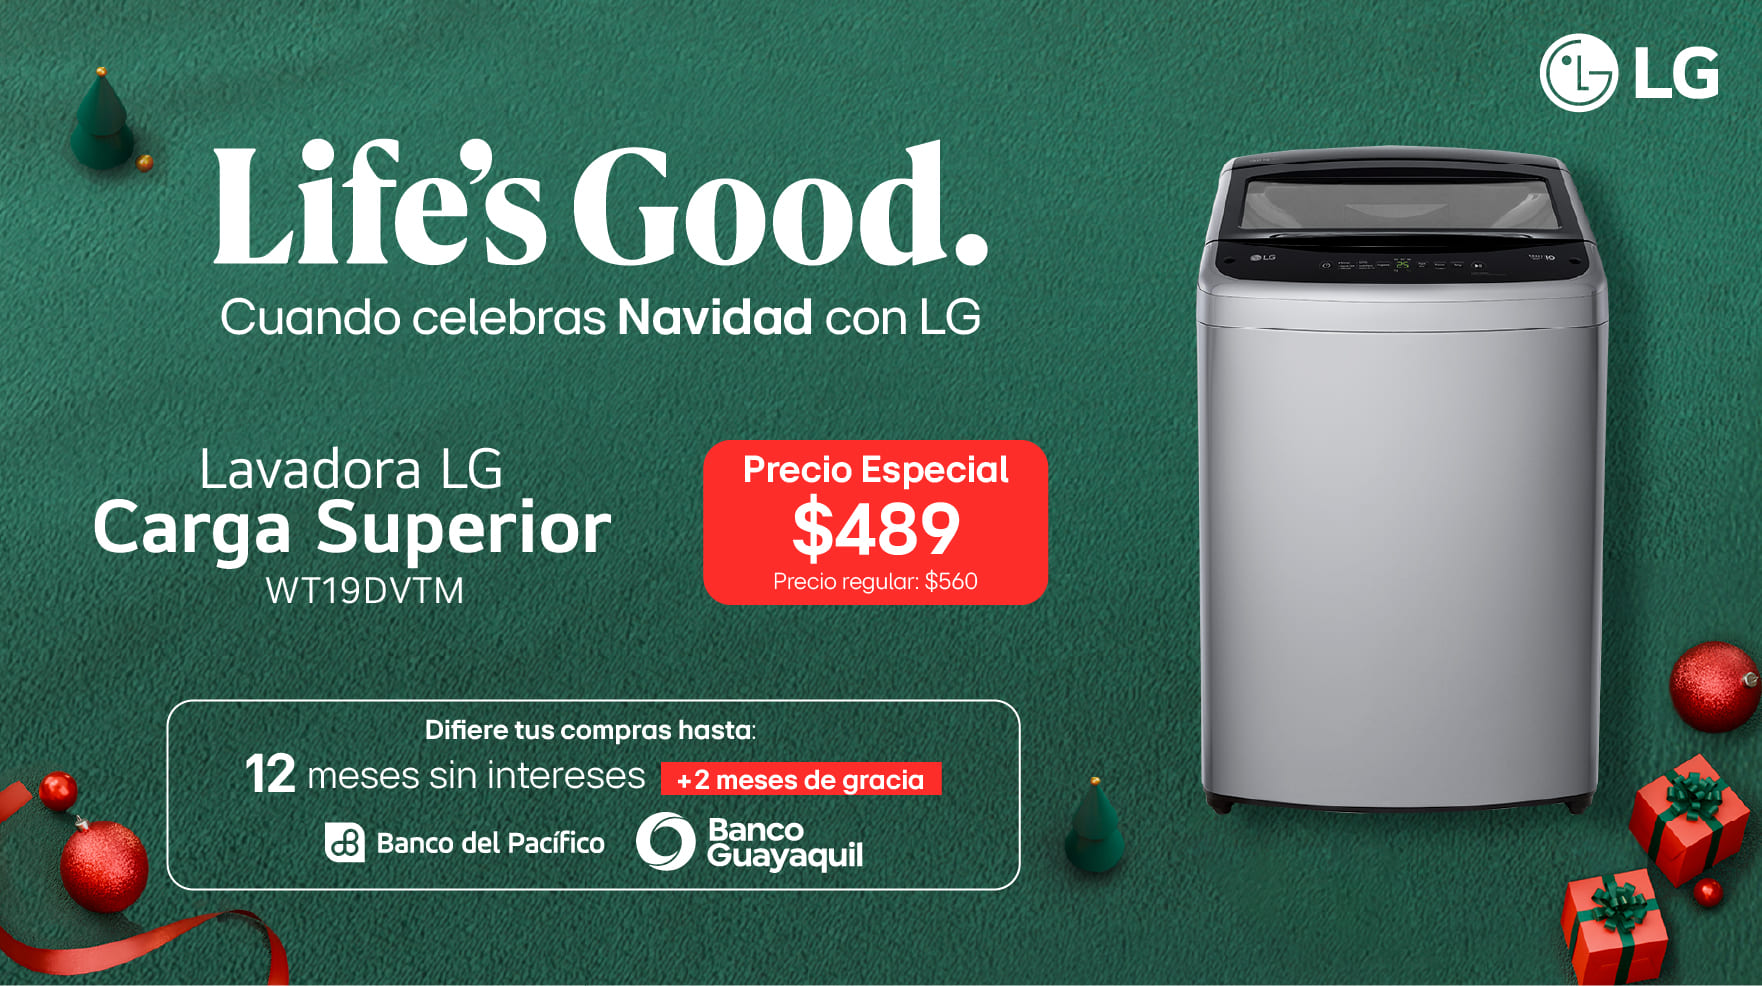 LG
Life's Good.
Cuando celebras Navidad con LG
Lavadora LG
Carga Superior
WT19DVTM
Precio Especial
$489
Precio regular: $560
LG
Difiere tus compras hasta:
12 meses sin intereses +2 meses de gracia
Banco del Pacífico
Banco
Guayaquil